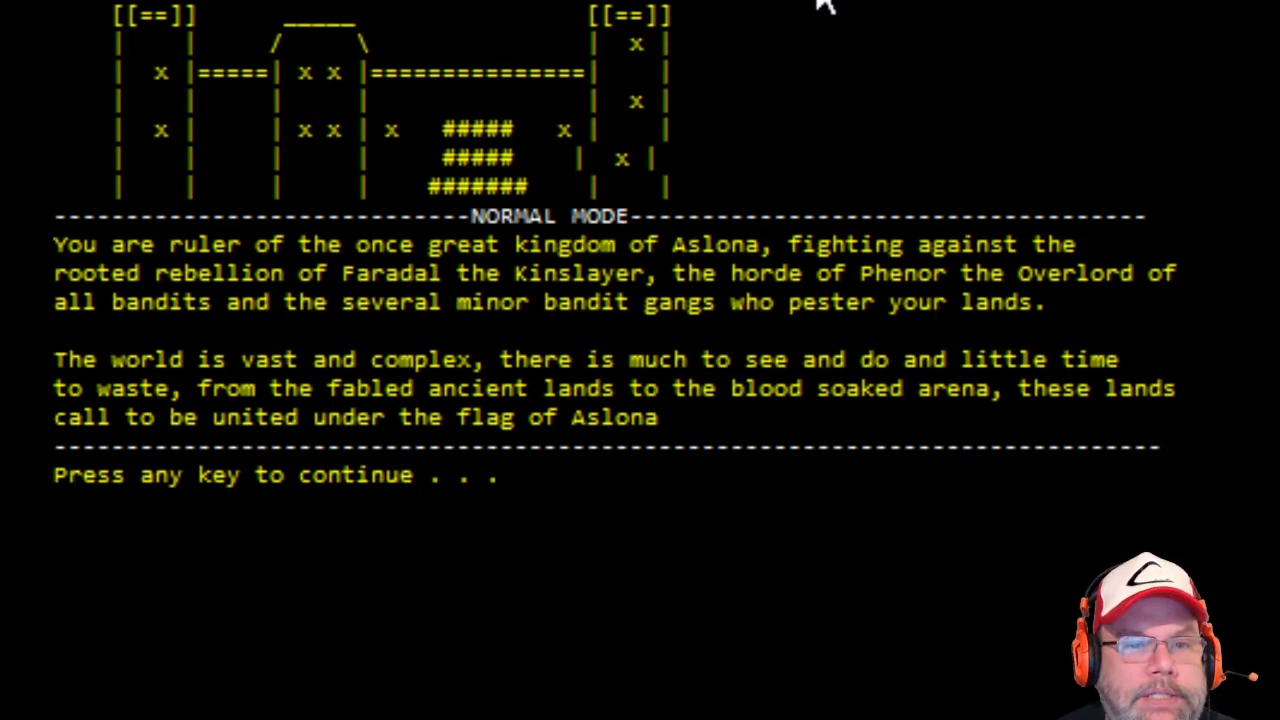 [[==]]      _____                [[==]]
|    |     /     \               |  x |
|  x |=====| x x |===============|    |
|    |     |     |               |  x |
|  x |     | x x | x   #####   x |    |
|    |     |     |     #####    |  x |
|    |     |     |    #######    |    |
-----------------------------NORMAL MODE------------------------------------
You are ruler of the once great kingdom of Aslona, fighting against the
rooted rebellion of Faradal the Kinslayer, the horde of Phenor the Overlord of
all bandits and the several minor bandit gangs who pester your lands.
The world is vast and complex, there is much to see and do and little time
to waste, from the fabled ancient lands to the blood soaked arena, these lands
call to be united under the flag of Aslona
-----------------------------------------------------------------------------
Press any key to continue . . .